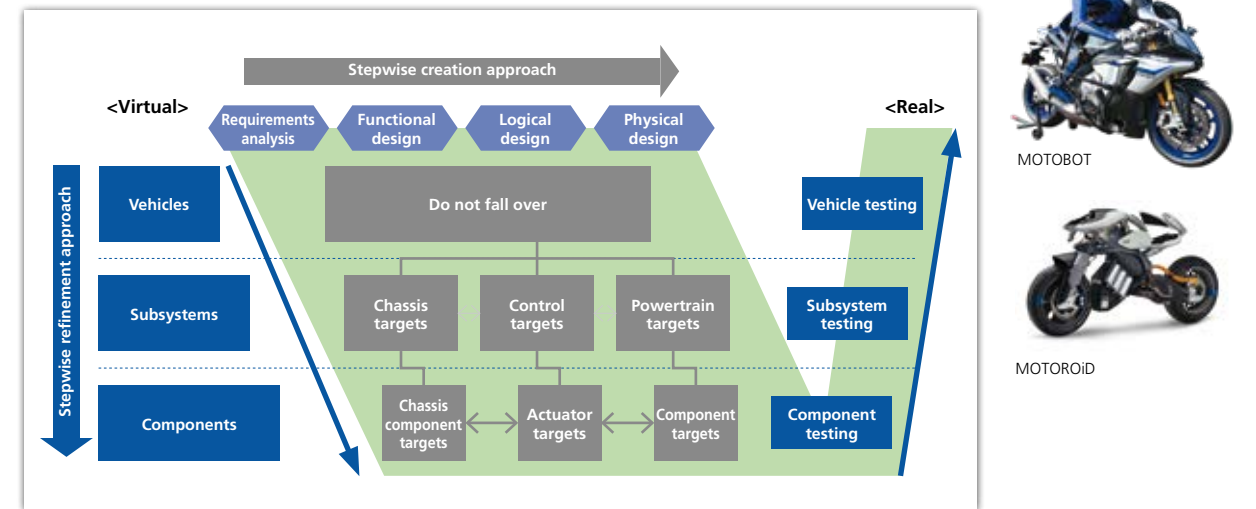 Stepwise creation approach
<Virtual>
<Real>
Requirements
analysis
Functional
design
Logical
design
Physical
design
Stepwise refinement approach
Vehicles
Do not fall over
Vehicle testing
Subsystems
Chassis
targets
Control
targets
Powertrain
targets
Subsystem
testing
Components
Chassis
component
targets
Actuator
targets
Component
targets
Component
testing
MOTOBOT
MOTOROiD